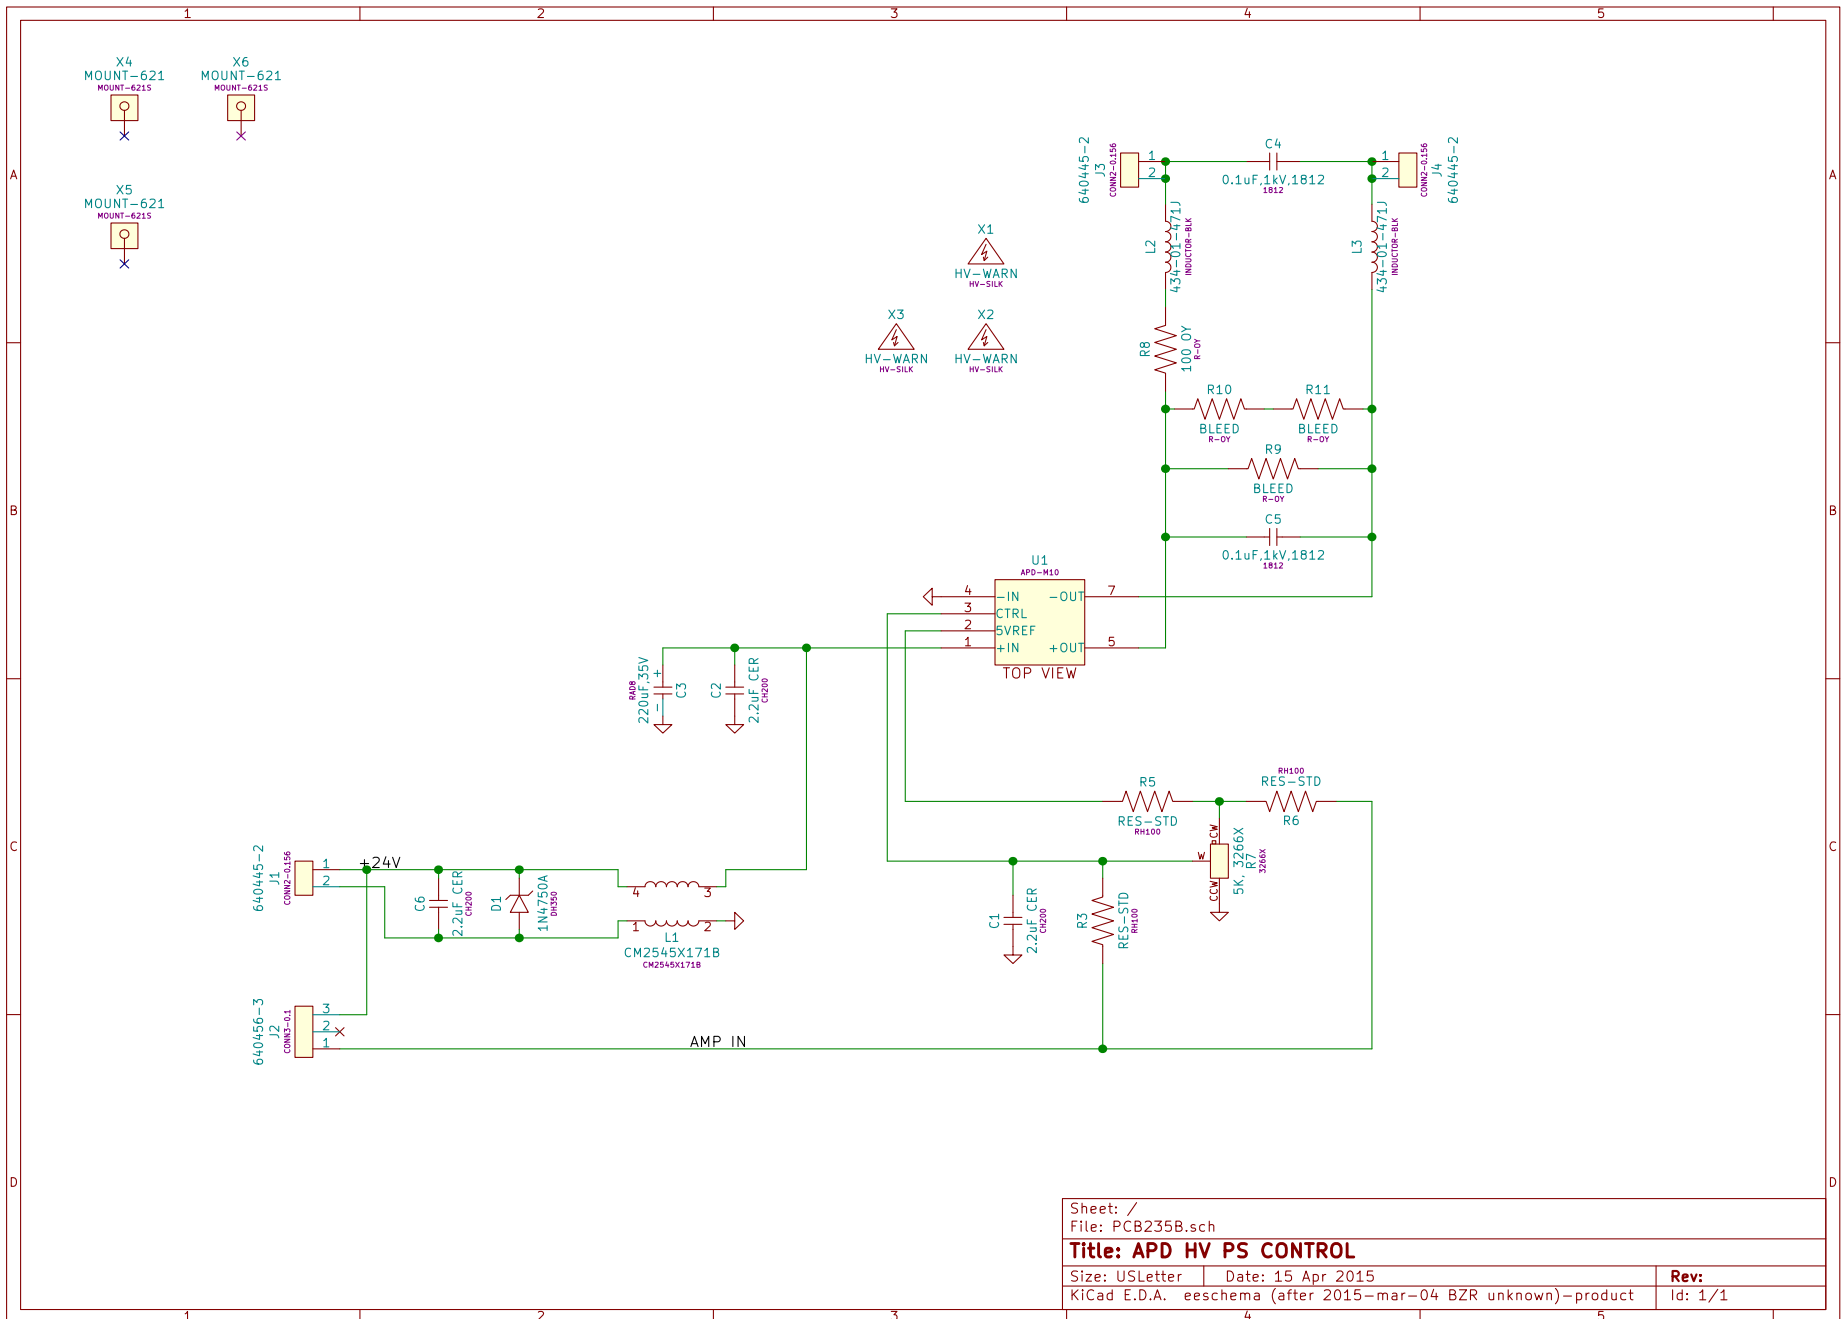 1 2 3 4 5
X4
MOUNT-621
MOUNT-621S
X6
MOUNT-621
MOUNT-621S
X5
MOUNT-621
MOUNT-621S
A
A
640445-2
J3
CONN2-0.156
1
2
C4
0.1uF,1kV,1812
1812
1
2
CONN2-0.156
J4
640445-2
L2
434-01-471J
INDUCTOR-BLK
L3
434-01-471J
INDUCTOR-BLK
X1
HV-WARN
HV-SILK
X3
HV-WARN
HV-SILK
X2
HV-WARN
HV-SILK
R8
100 OY
R-OY
R10
BLEED
R-OY
R11
BLEED
R-OY
R9
BLEED
R-OY
B
B
C5
0.1uF,1kV,1812
1812
U1
APD-M10
4 -IN -OUT 7
3 CTRL
2 5VREF
1 +IN +OUT 5
TOP VIEW
RAD8
220uF,35V
+
-
C3
C2
2.2uF CER
CH200
R5
RES-STD
RH100
RH100
RES-STD
R6
CW
W
CCW
5K, 3266X
R7
3266X
C
C
640445-2
J1
CONN2-0.156
1
2
+24V
C6
2.2uF CER
CH200
D1
1N4750A
DH350
4 3
1 2
L1
CM2545X171B
CM2545X171B
C1
2.2uF CER
CH200
R3
RES-STD
RH100
640456-3
J2
CONN3-0.1
3
2
1
AMP IN
D
D
Sheet: /
File: PCB235B.sch
Title: APD HV PS CONTROL
Size: USLetter Date: 15 Apr 2015 Rev:
KiCad E.D.A. eeschema (after 2015-mar-04 BZR unknown)-product Id: 1/1
1 2 3 4 5